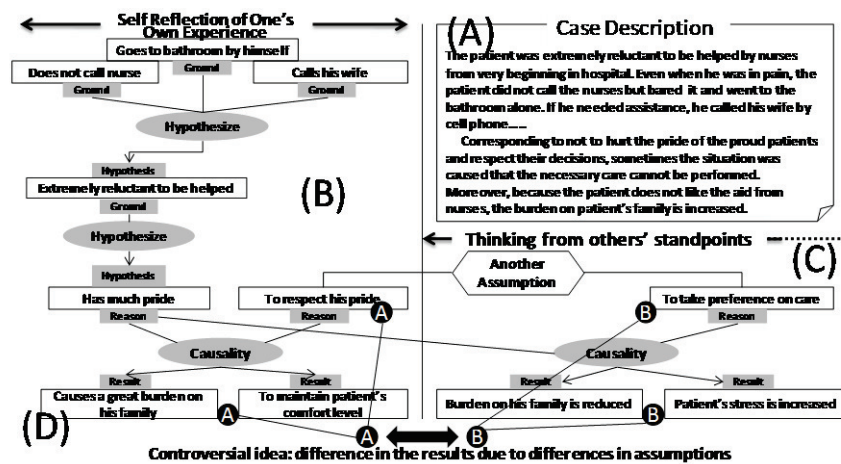 Self Reflection of One's
Own Experience
Goes to bathroom by himself
Ground
Does not call nurse
Calls his wife
Ground
Ground
Hypothesize
Hypothesis
Extremely reluctant to be helped
Ground
Hypothesize
Hypothesis
Has much pride
Reason
To respect his pride
Reason
A
Causality
Result
Result
Causes a great burden on
his family
A
To maintain patient's
comfort level
(B)
(D)
A
(A)
Case Description
The patient was extremely reluctant to be helped by nurses
from very beginning in hospital. Even when he was in pain, the
patient did not call the nurses but bared it and went to the
bathroom alone. If he needed assistance, he called his wife by
cell phone......
Corresponding to not to hurt the pride of the proud patients
and respect their decisions, sometimes the situation was
caused that the necessary care cannot be performed.
Moreover, because the patient does not like the aid from
nurses, the burden on patient's family is increased.
Thinking from others' standpoints
(C)
Another
Assumption
To take preference on care
B
Reason
Causality
Result
Result
Burden on his family is reduced
B
Patient's stress is increased
B
Controversial idea: difference in the results due to differences in assumptions